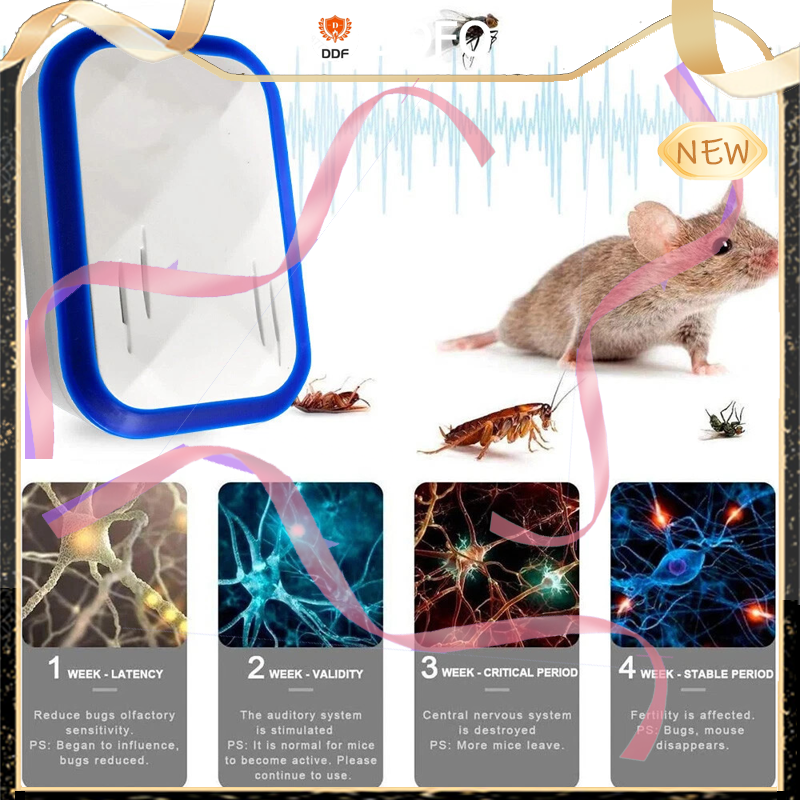 DDF
NEW
1 WEEK - LATENCY
Reduce bugs olfactory
sensitivity.
PS: Began to influence,
bugs reduced.
2 WEEK - VALIDITY
The auditory system
is stimulated
PS: It is normal for mice
to become active. Please
continue to use.
3 WEEK - CRITICAL PERIOD
Central nervous system
is destroyed
PS: More mice leave.
4 WEEK - STABLE PERIOD
Fertility is affected.
PS: Bugs, mouse
disappears.